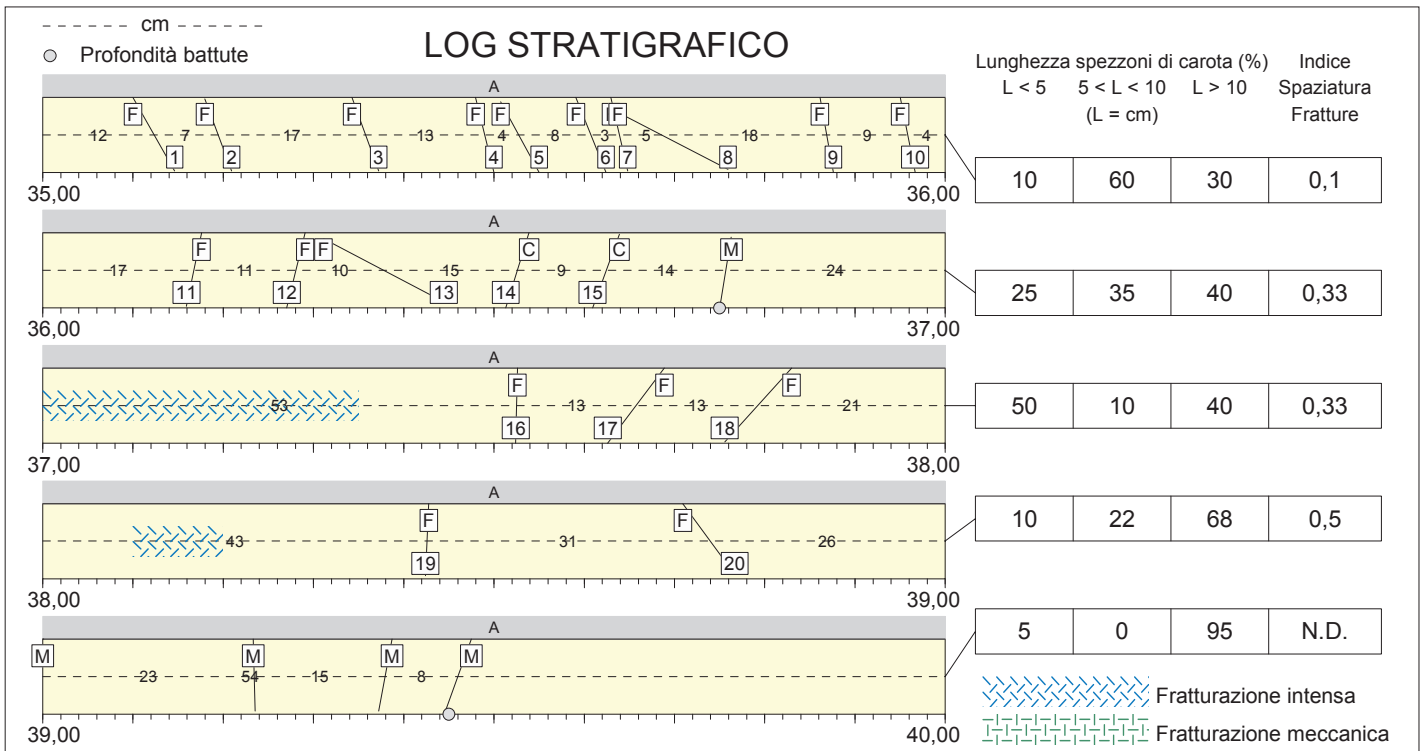 cm
Profondità battute
LOG STRATIGRAFICO
Lunghezza spezzoni di carota (%) Indice
L < 5 5 < L < 10 L > 10 Spaziatura
(L = cm) Fratture
A
F F F F F F F F F
12 7 17 13 4 8 3 5 18 9 4
1 2 3 4 5 6 7 8 9 10
35,00 36,00
10 60 30 0,1
A
F F F C C M
17 11 10 15 9 14 24
11 12 13 14 15
36,00 37,00
25 35 40 0,33
A
F F F
53 13 13 21
16 17 18
37,00 38,00
50 10 40 0,33
A
F F
43 31 26
19 20
38,00 39,00
10 22 68 0,5
A
M M M M
23 54 15 8
39,00 40,00
5 0 95 N.D.
Fratturazione intensa
Fratturazione meccanica